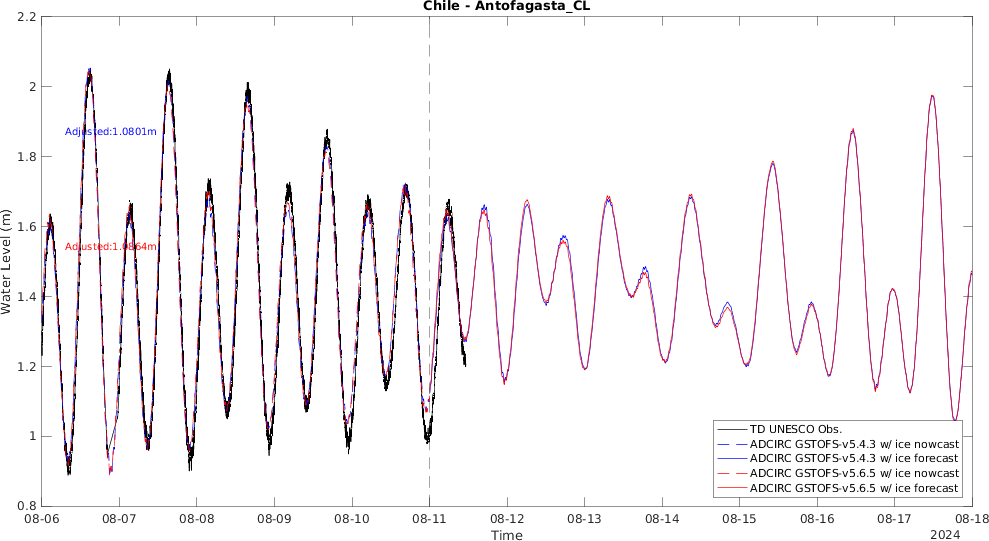 Chile - Antofagasta_CL
2.2
2
1.8
1.6
1.4
1.2
1
0.8
Water Level (m)
Adjusted:1.0801m
Adjusted:1.0864m
TD UNESCO Obs.
ADCIRC GSTOFS-v5.4.3 w/ ice nowcast
ADCIRC GSTOFS-v5.4.3 w/ ice forecast
ADCIRC GSTOFS-v5.6.5 w/ ice nowcast
ADCIRC GSTOFS-v5.6.5 w/ ice forecast
08-06 08-07 08-08 08-09 08-10 08-11 08-12 08-13 08-14 08-15 08-16 08-17 08-18
Time
2024